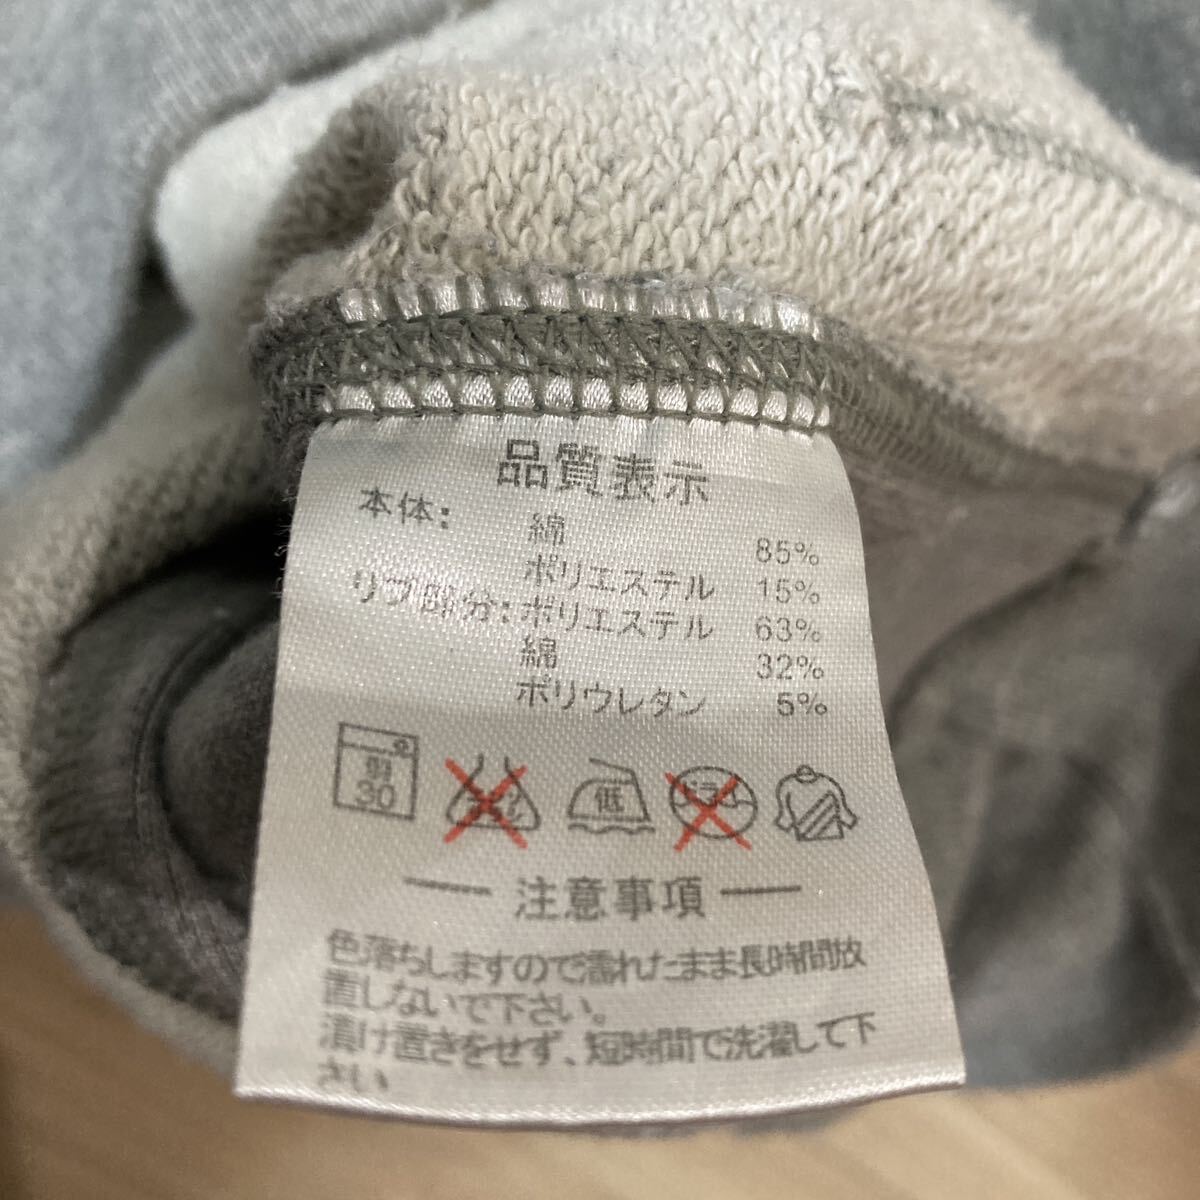 品質表示
本体: 綿 85%
ポリエステル 15%
リブ部分:ポリエステル 63%
綿 32%
ポリウレタン 5%
30 低 ドライ
注意事項
色落ちしますので濡れたまま長時間放
置しないで下さい。
漬け置きをせず、短時間で洗濯して下
さい